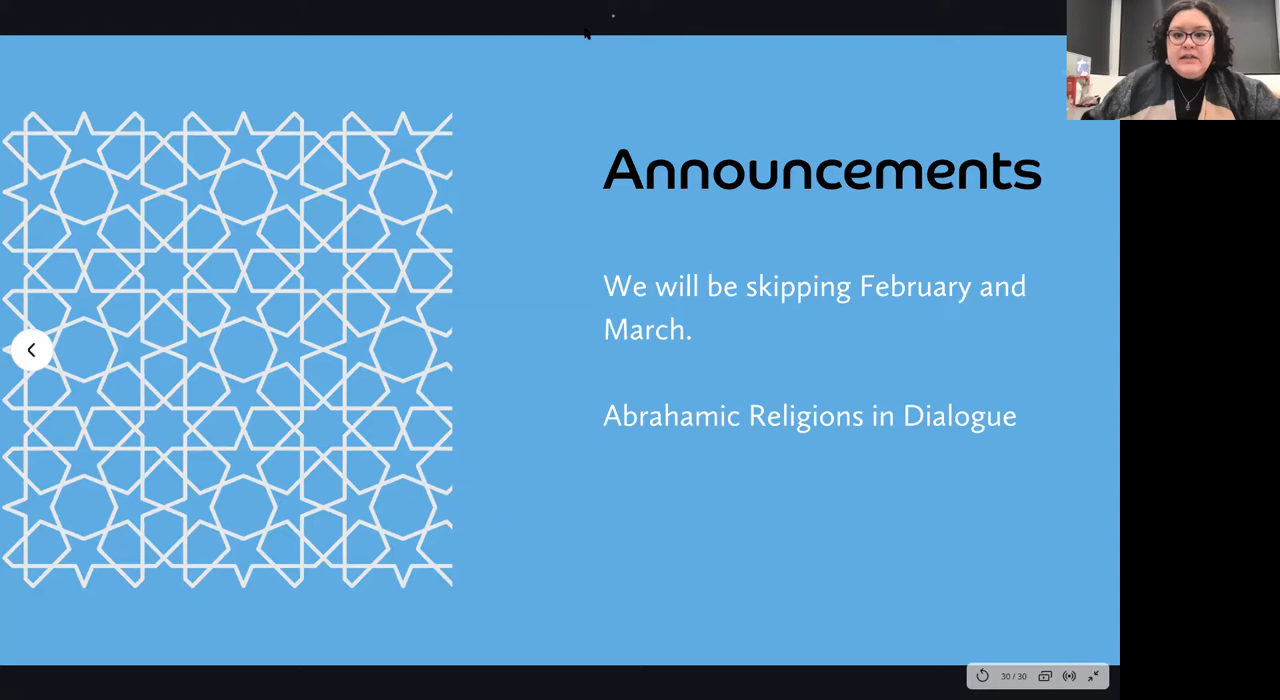 Announcements
We will be skipping February and
March.
Abrahamic Religions in Dialogue
30 / 30